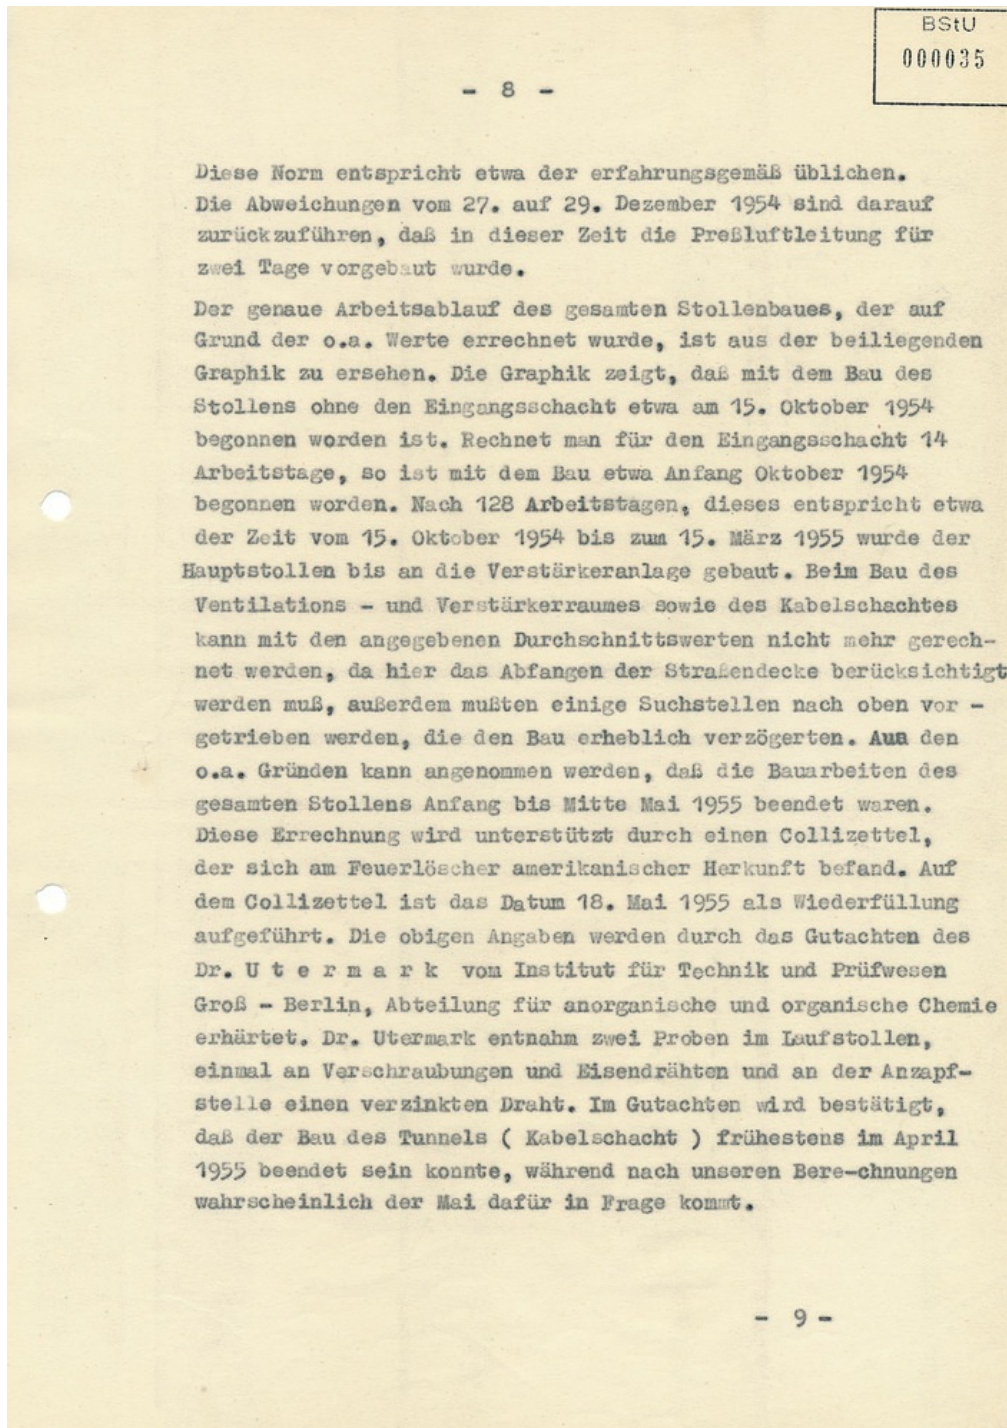 BStU
000035
- 8 -
Diese Norm entspricht etwa der erfahrungsgemäß üblichen.
Die Abweichungen vom 27. auf 29. Dezember 1954 sind darauf
zurückzuführen, daß in dieser Zeit die Preßluftleitung für
zwei Tage vorgebaut wurde.
Der genaue Arbeitsablauf des gesamten Stollenbaues, der auf
Grund der o.a. Werte errechnet wurde, ist aus der beiliegenden
Graphik zu ersehen. Die Graphik zeigt, daß mit dem Bau des
Stollens ohne den Eingangsschacht etwa am 15. Oktober 1954
begonnen worden ist. Rechnet man für den Eingangsschacht 14
Arbeitstage, so ist mit dem Bau etwa Anfang Oktober 1954
begonnen worden. Nach 128 Arbeitstagen, dieses entspricht etwa
der Zeit vom 15. Oktober 1954 bis zum 15. März 1955 wurde der
Hauptstollen bis an die Verstärkeranlage gebaut. Beim Bau des
Ventilations - und Verstärkerraumes sowie des Kabelschachtes
kann mit den angegebenen Durchschnittswerten nicht mehr gerech-
net werden, da hier das Abfangen der Straßendecke berücksichtigt
werden muß, außerdem mußten einige Suchstellen nach oben vor -
getrieben werden, die den Bau erheblich verzögerten. Aua den
o.a. Gründen kann angenommen werden, daß die Bauarbeiten des
gesamten Stollens Anfang bis Mitte Mai 1955 beendet waren.
Diese Errechnung wird unterstützt durch einen Collizettel,
der sich am Feuerlöscher amerikanischer Herkunft befand. Auf
dem Collizettel ist das Datum 18. Mai 1955 als Wiederfüllung
aufgeführt. Die obigen Angaben werden durch das Gutachten des
Dr. U t e r m a r k vom Institut für Technik und Prüfwesen
Groß - Berlin, Abteilung für anorganische und organische Chemie
erhärtet. Dr. Utermark entnahm zwei Proben im Laufstollen,
einmal an Verschraubungen und Eisendrähten und an der Anzapf-
stelle einen verzinkten Draht. Im Gutachten wird bestätigt,
daß der Bau des Tunnels ( Kabelschacht ) frühestens im April
1955 beendet sein konnte, während nach unseren Bere-chnungen
wahrscheinlich der Mai dafür in Frage kommt.
- 9 -